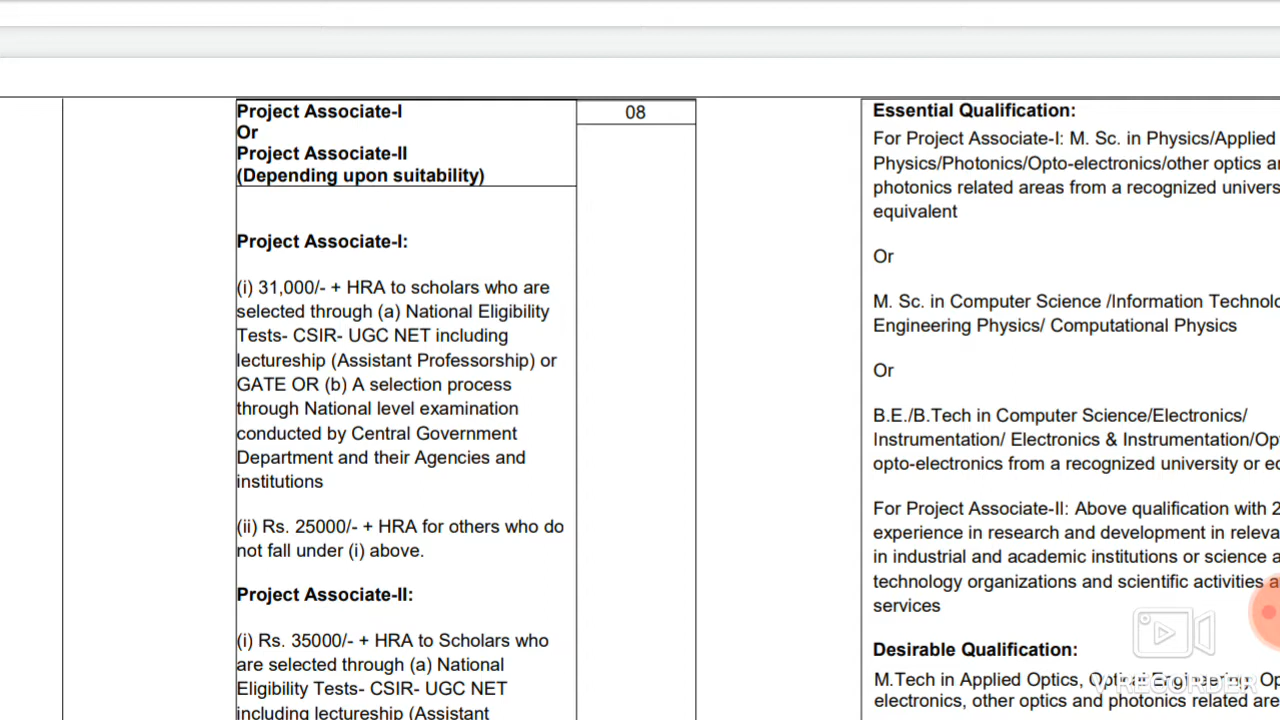 Project Associate-I
Or
Project Associate-II
(Depending upon suitability)
08
Project Associate-I:
(i) 31,000/- + HRA to scholars who are
selected through (a) National Eligibility
Tests- CSIR- UGC NET including
lectureship (Assistant Professorship) or
GATE OR (b) A selection process
through National level examination
conducted by Central Government
Department and their Agencies and
institutions
(ii) Rs. 25000/- + HRA for others who do
not fall under (i) above.
Project Associate-II:
(i) Rs. 35000/- + HRA to Scholars who
are selected through (a) National
Eligibility Tests- CSIR- UGC NET
including lectureship (Assistant
Essential Qualification:
For Project Associate-I: M. Sc. in Physics/Applied
Physics/Photonics/Opto-electronics/other optics
photonics related areas from a recognized
equivalent
Or
M. Sc. in Computer Science /Information
Engineering Physics/ Computational Physics
Or
B.E./B.Tech in Computer Science/Electronics/
Instrumentation/ Electronics & Instrumentation/
opto-electronics from a recognized university or
For Project Associate-II: Above qualification with 2
experience in research and development in
in industrial and academic institutions or science
technology organizations and scientific activities
services
Desirable Qualification:
M.Tech in Applied Optics, Optical Engineering,
electronics, other optics and photonics related
V RECORDER